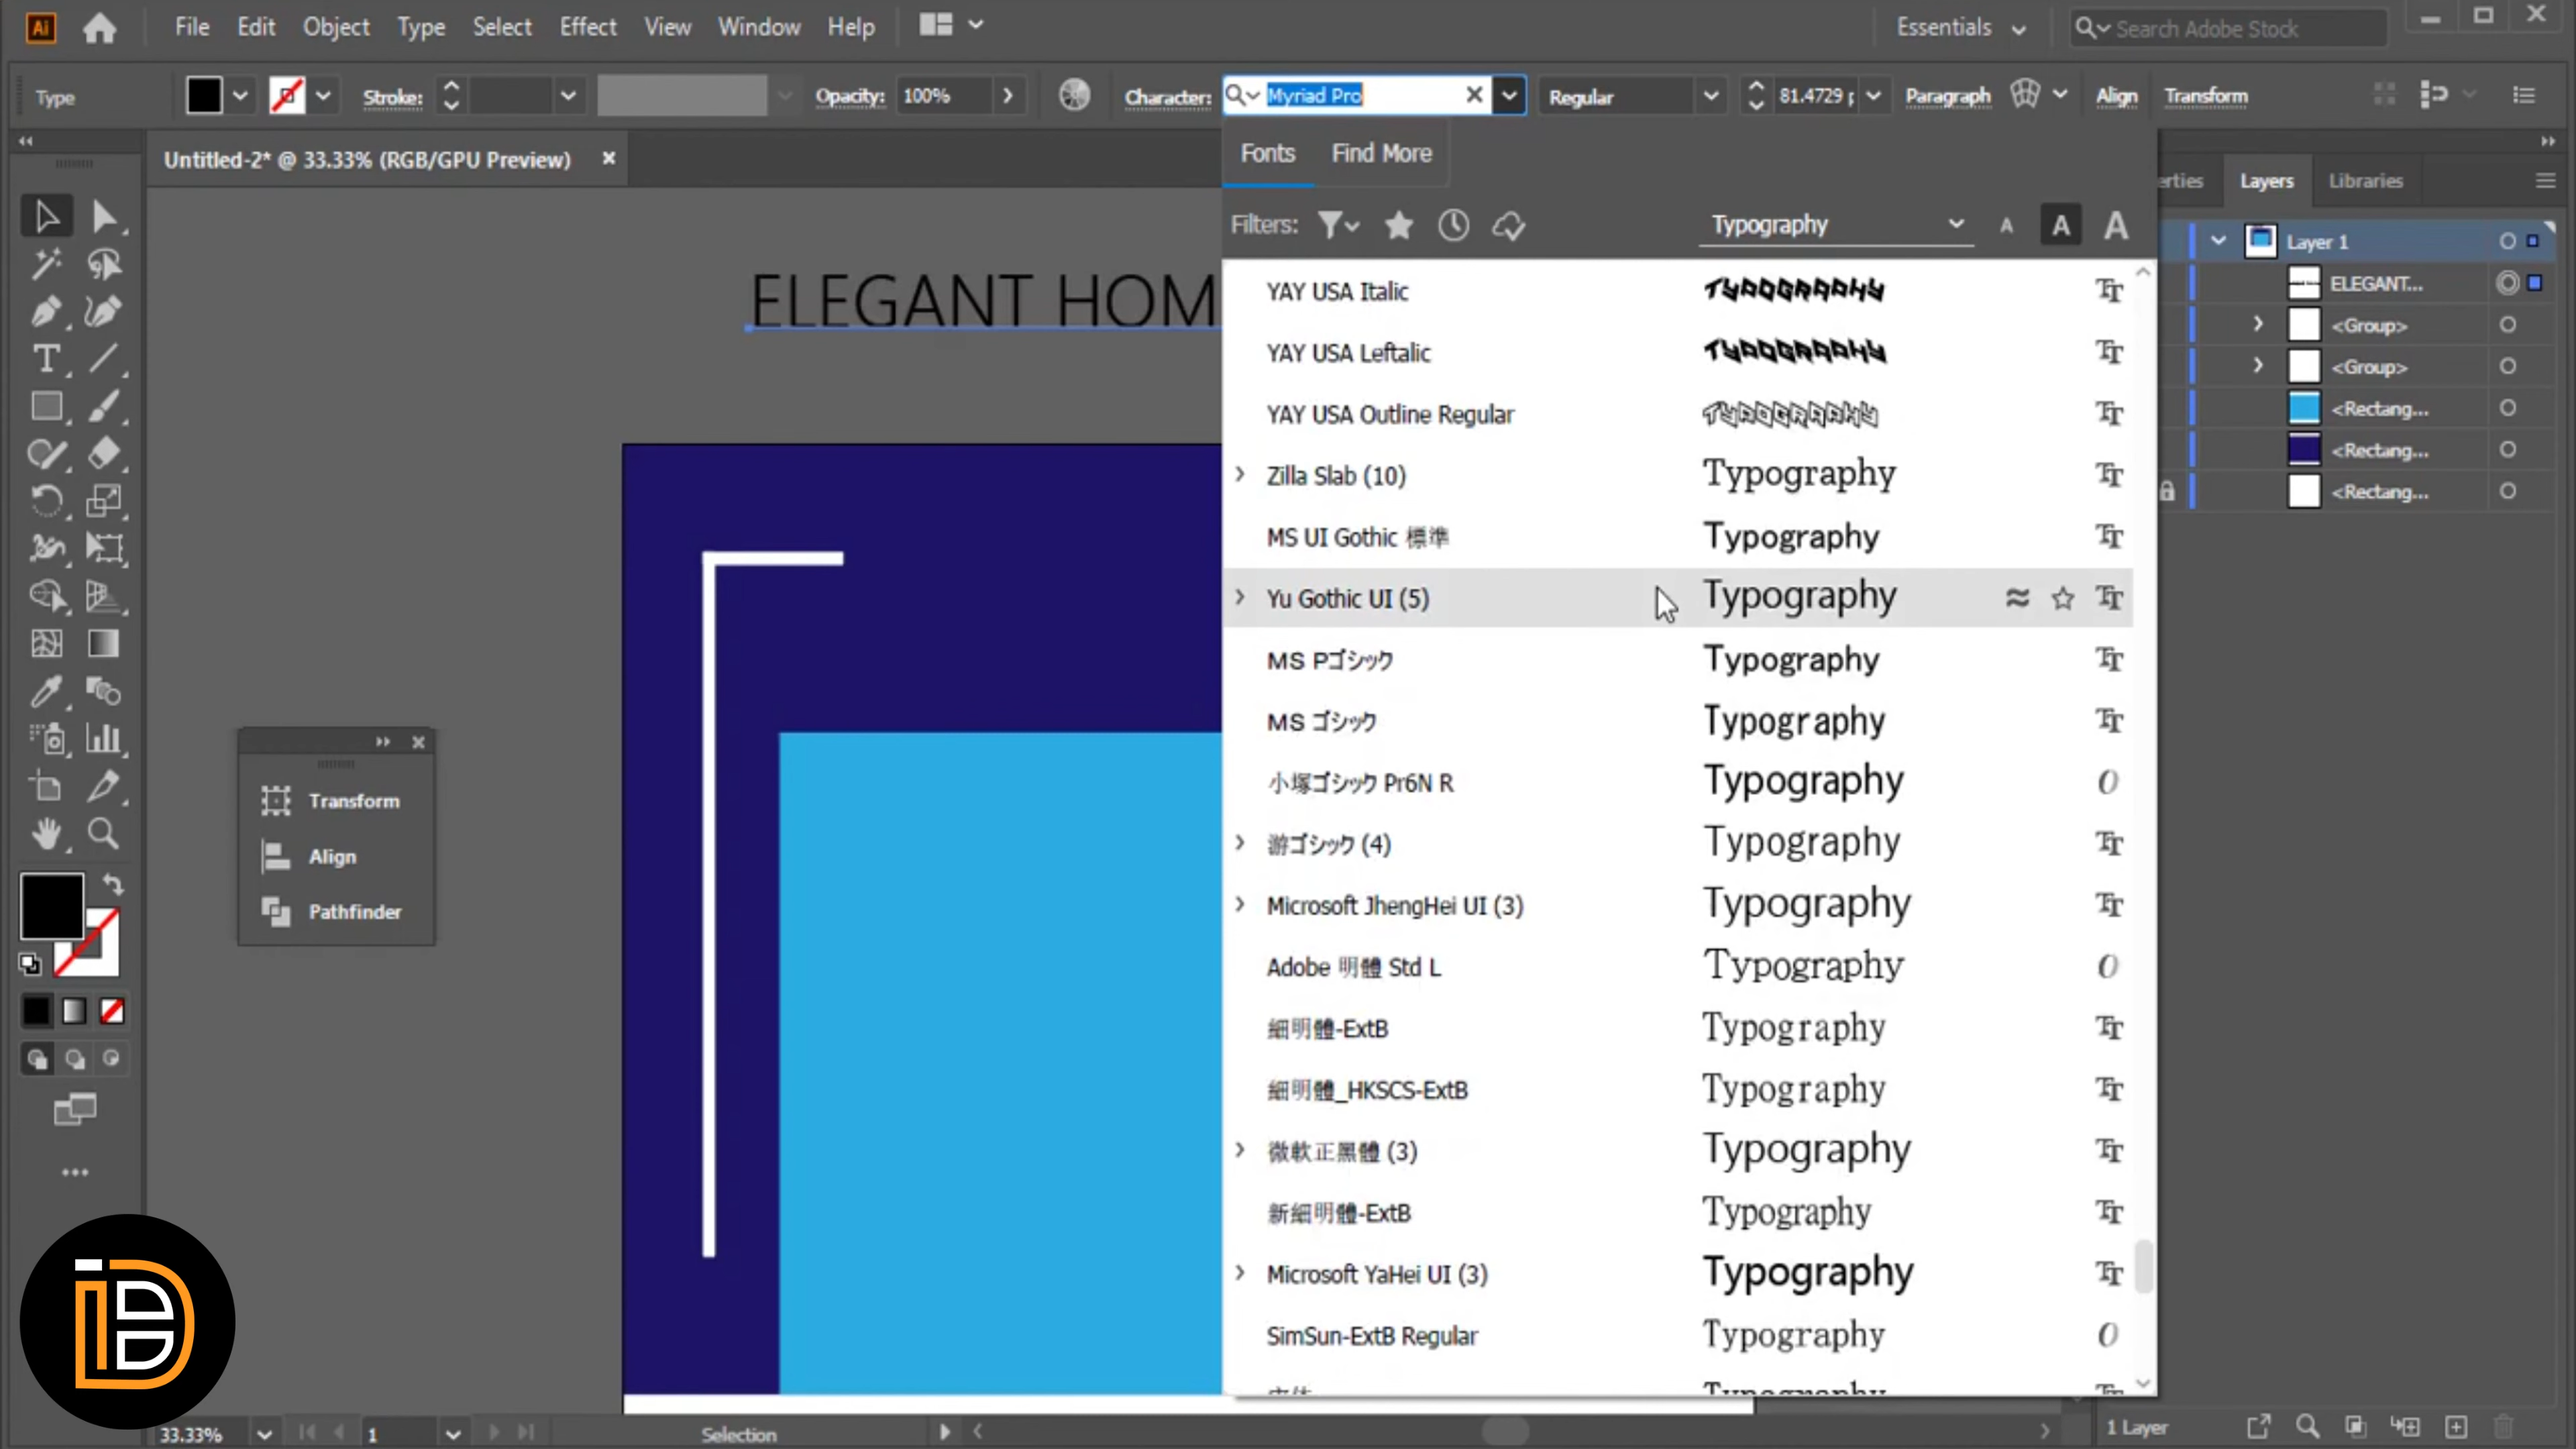 Ai File Edit Object Type Select Effect View Window Help Essentials Search Adobe Stock
Type Stroke: Opacity: 100% Character: Myriad Pro Regular 81.4729 p Paragraph Align Transform
Untitled-2* @ 33.33% (RGB/GPU Preview)
Fonts Find More
erties Layers Libraries
Filters: Typography A A A
ELEGANT HOM
YAY USA Italic TYPOGRAPHY
YAY USA Leftalic TYPOGRAPHY
YAY USA Outline Regular TYPOGRAPHY
Zilla Slab (10) Typography
MS UI Gothic 標準 Typography
Yu Gothic UI (5) Typography
MS Pゴシック Typography
MS ゴシック Typography
小塚ゴシック Pr6N R Typography
游ゴシック (4) Typography
Microsoft JhengHei UI (3) Typography
Adobe 明體 Std L Typography
細明體-ExtB Typography
細明體_HKSCS-ExtB Typography
微軟正黑體 (3) Typography
新細明體-ExtB Typography
Microsoft YaHei UI (3) Typography
SimSun-ExtB Regular Typography
Layer 1
ELEGANT...
<Group>
<Group>
<Rectang...
<Rectang...
<Rectang...
Transform
Align
Pathfinder
33.33% 1 Selection
1 Layer